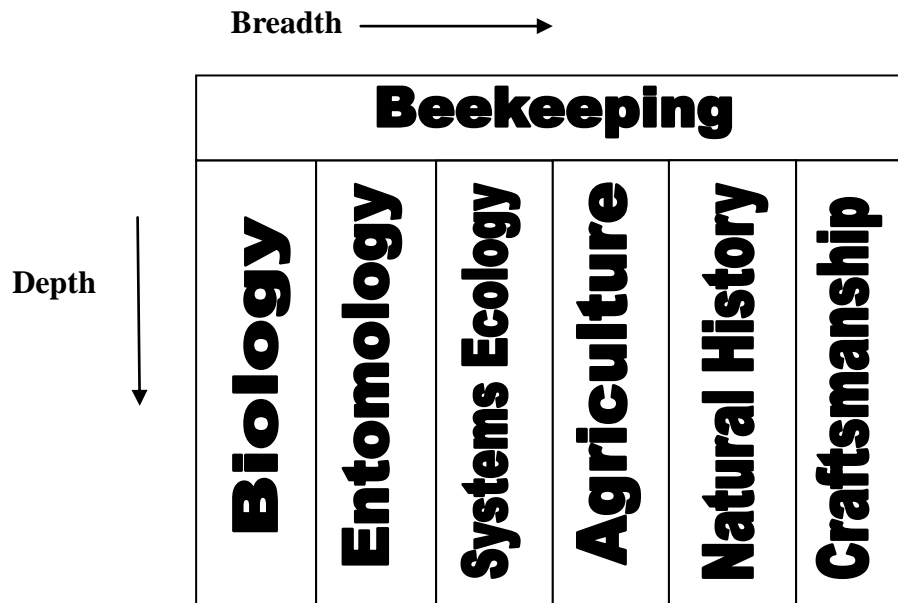 Breadth
Beekeeping
Depth
Biology
Entomology
Systems Ecology
Agriculture
Natural History
Craftsmanship